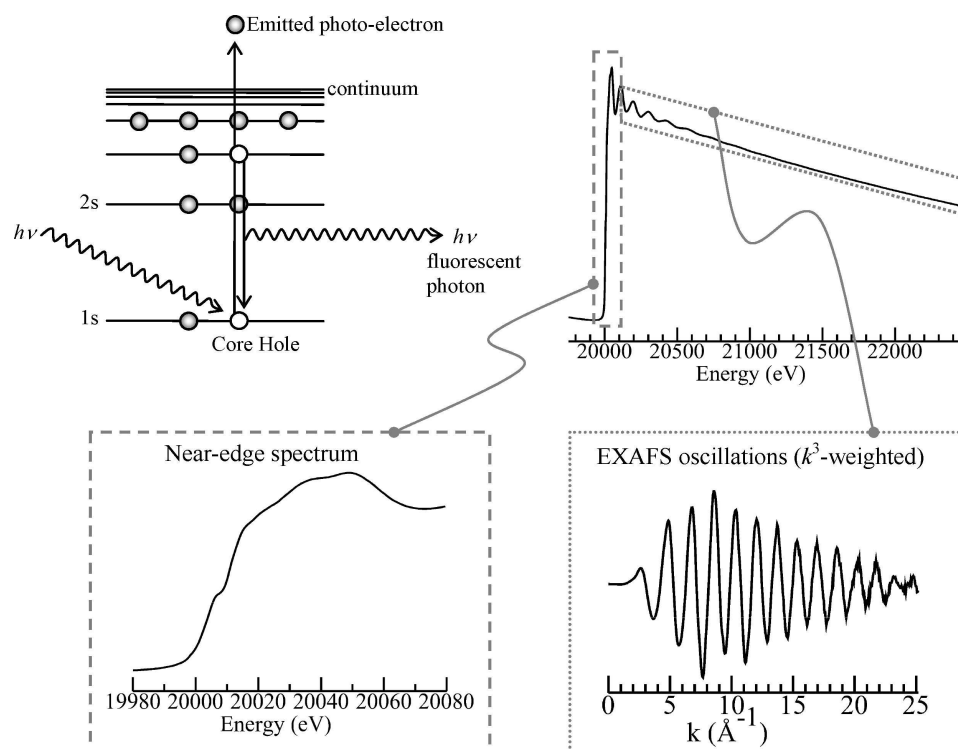 Emitted photo-electron
continuum
2s
hν
hν
fluorescent
photon
1s
Core Hole
20000 20500 21000 21500 22000
Energy (eV)
Near-edge spectrum
19980 20000 20020 20040 20060 20080
Energy (eV)
EXAFS oscillations (k³-weighted)
0 5 10 15 20 25
k (Å⁻¹)